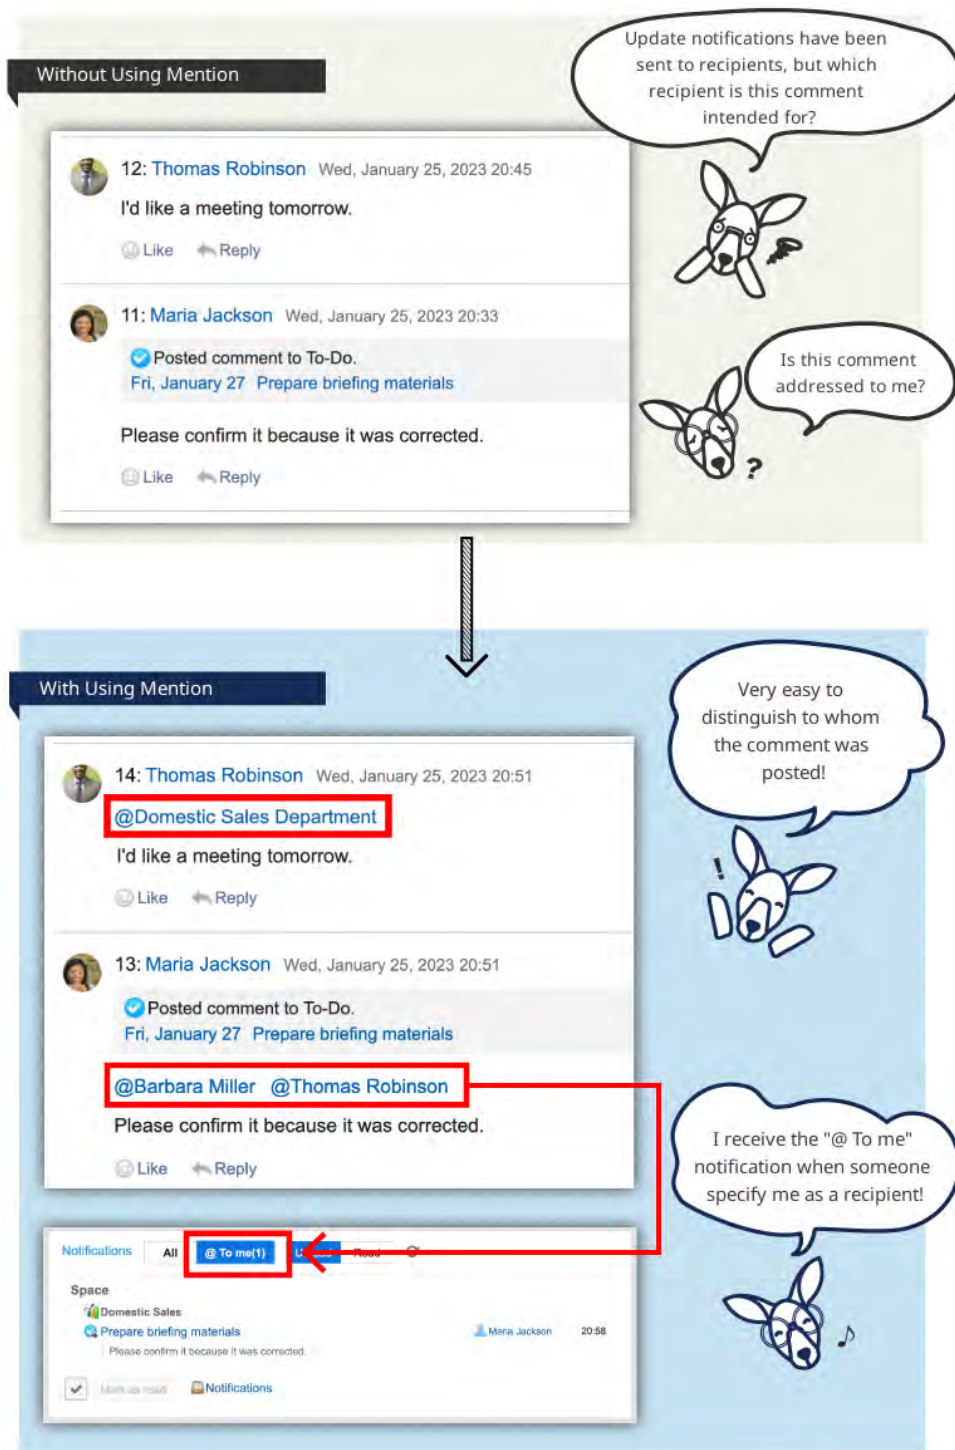 Update notifications have been
sent to recipients, but which
recipient is this comment
intended for?
Without Using Mention
12: Thomas Robinson Wed, January 25, 2023 20:45
I'd like a meeting tomorrow.
Like Reply
11: Maria Jackson Wed, January 25, 2023 20:33
Posted comment to To-Do.
Fri, January 27 Prepare briefing materials
Please confirm it because it was corrected.
Like Reply
Is this comment
addressed to me?
?
With Using Mention
Very easy to
distinguish to whom
the comment was
posted!
14: Thomas Robinson Wed, January 25, 2023 20:51
@Domestic Sales Department
I'd like a meeting tomorrow.
Like Reply
!
13: Maria Jackson Wed, January 25, 2023 20:51
Posted comment to To-Do.
Fri, January 27 Prepare briefing materials
@Barbara Miller @Thomas Robinson
Please confirm it because it was corrected.
Like Reply
I receive the "@ To me"
notification when someone
specify me as a recipient!
Notifications All @ To me(1) Read
Space
Domestic Sales
Prepare briefing materials Maria Jackson 20:58
Please confirm it because it was corrected.
Mark as read Notifications